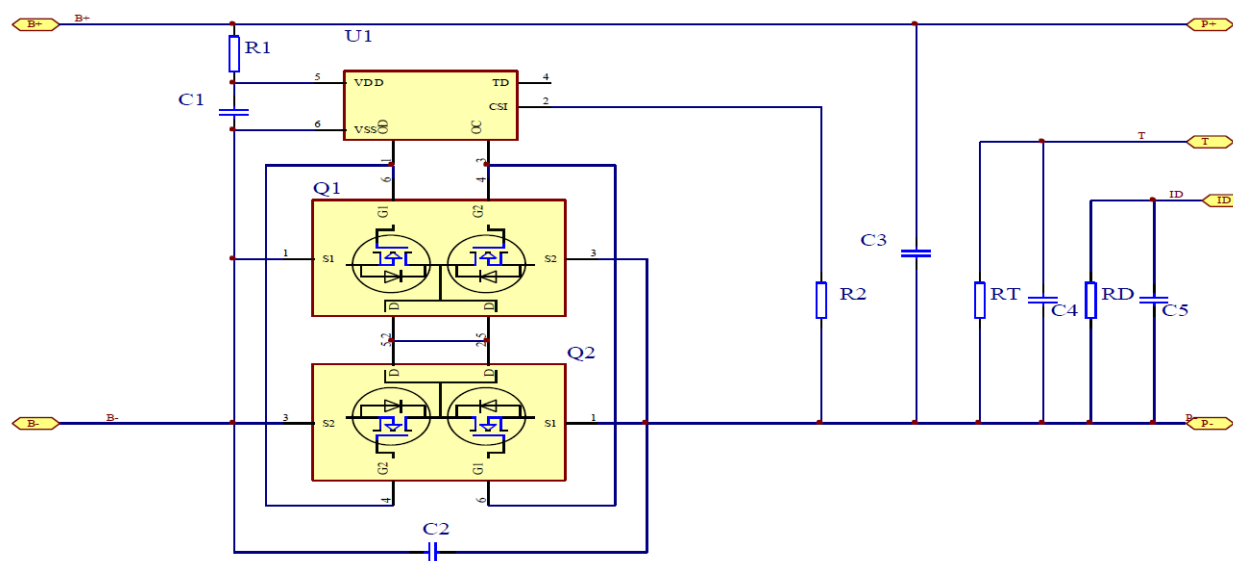 B+ B+ P+
U1
R1
5 VDD TD 4
C1
CSI 2
6 VSS OD OC
T T
1 3
6 4
Q1
G1 G2
ID ID
C3
1 S1 S2 3
R2 RT C4 RD C5
D D
5 2 2 5
Q2
D D
B- B- 3 S2 S1 1 P-
G2 G1
4 6
C2